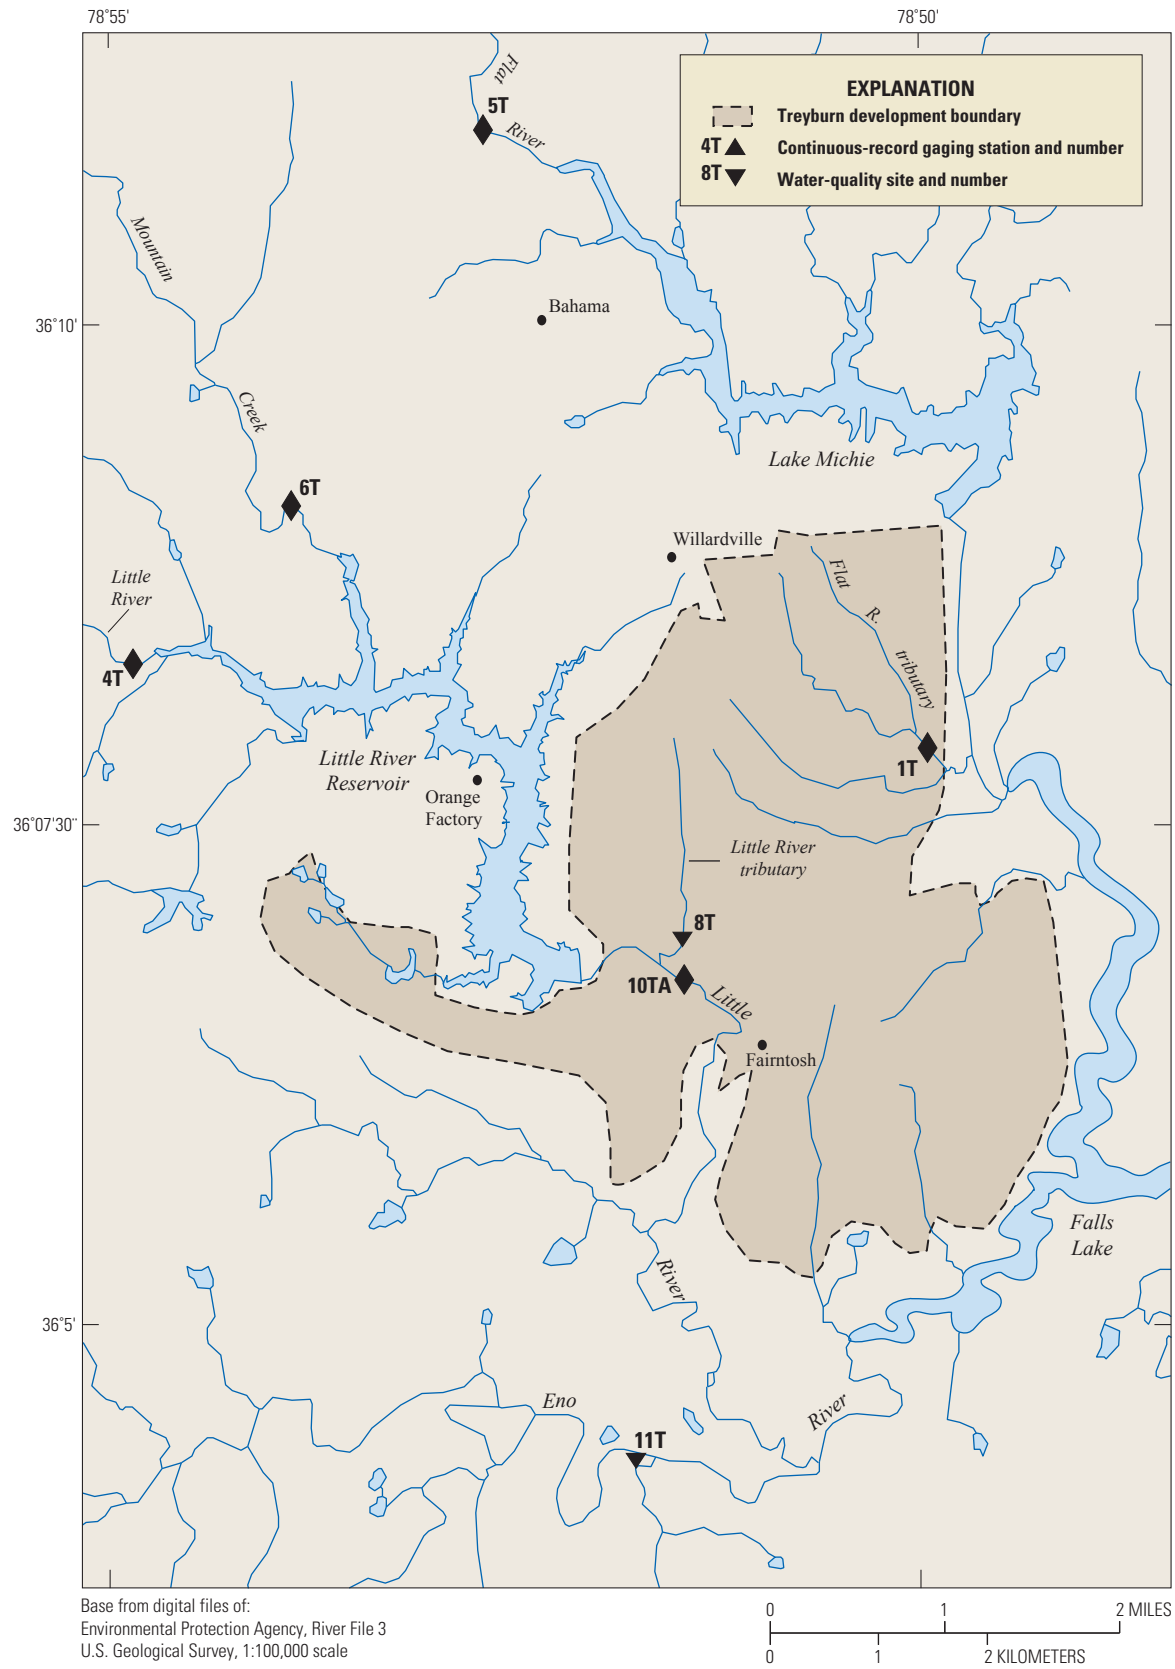 78°55'
78°50'
EXPLANATION
Treyburn development boundary
4T Continuous-record gaging station and number
8T Water-quality site and number
Flat
River
5T
Mountain
Creek
Bahama
36°10'
Lake Michie
6T
Willardville
Little
River
4T
Flat
R.
tributary
1T
Little River
Reservoir
Orange
Factory
36°07'30"
Little River
tributary
8T
10TA
Little
Fairntosh
Falls
Lake
River
36°5'
Eno
River
11T
Base from digital files of:
Environmental Protection Agency, River File 3
U.S. Geological Survey, 1:100,000 scale
0 1 2 MILES
0 1 2 KILOMETERS